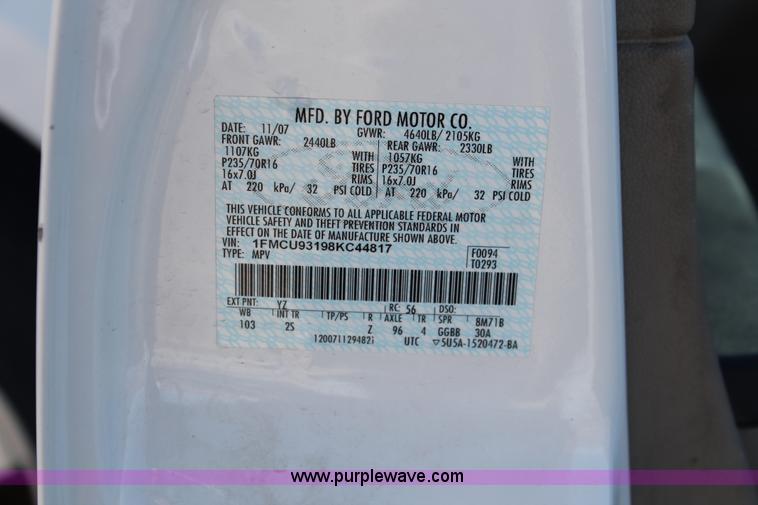 MFD. BY FORD MOTOR CO.
DATE: 11/07 GVWR: 4640LB/ 2105KG
FRONT GAWR: 2440LB REAR GAWR: 2330LB
1107KG WITH 1057KG WITH
P235/70R16 TIRES P235/70R16 TIRES
16x7.0J RIMS 16x7.0J RIMS
AT 220 kPa/ 32 PSI COLD AT 220 kPa/ 32 PSI COLD
THIS VEHICLE CONFORMS TO ALL APPLICABLE FEDERAL MOTOR
VEHICLE SAFETY AND THEFT PREVENTION STANDARDS IN
EFFECT ON THE DATE OF MANUFACTURE SHOWN ABOVE.
VIN: 1FMCU93198KC44817 F0094
TYPE: MPV T0293
EXT PNT: YZ RC: 56 DSO:
WB INT TR TP/PS R AXLE TR SPR 8M71B
103 2S Z 96 4 GGBB 30A
120071129482i UTC 5U5A-1520472-BA
www.purplewave.com